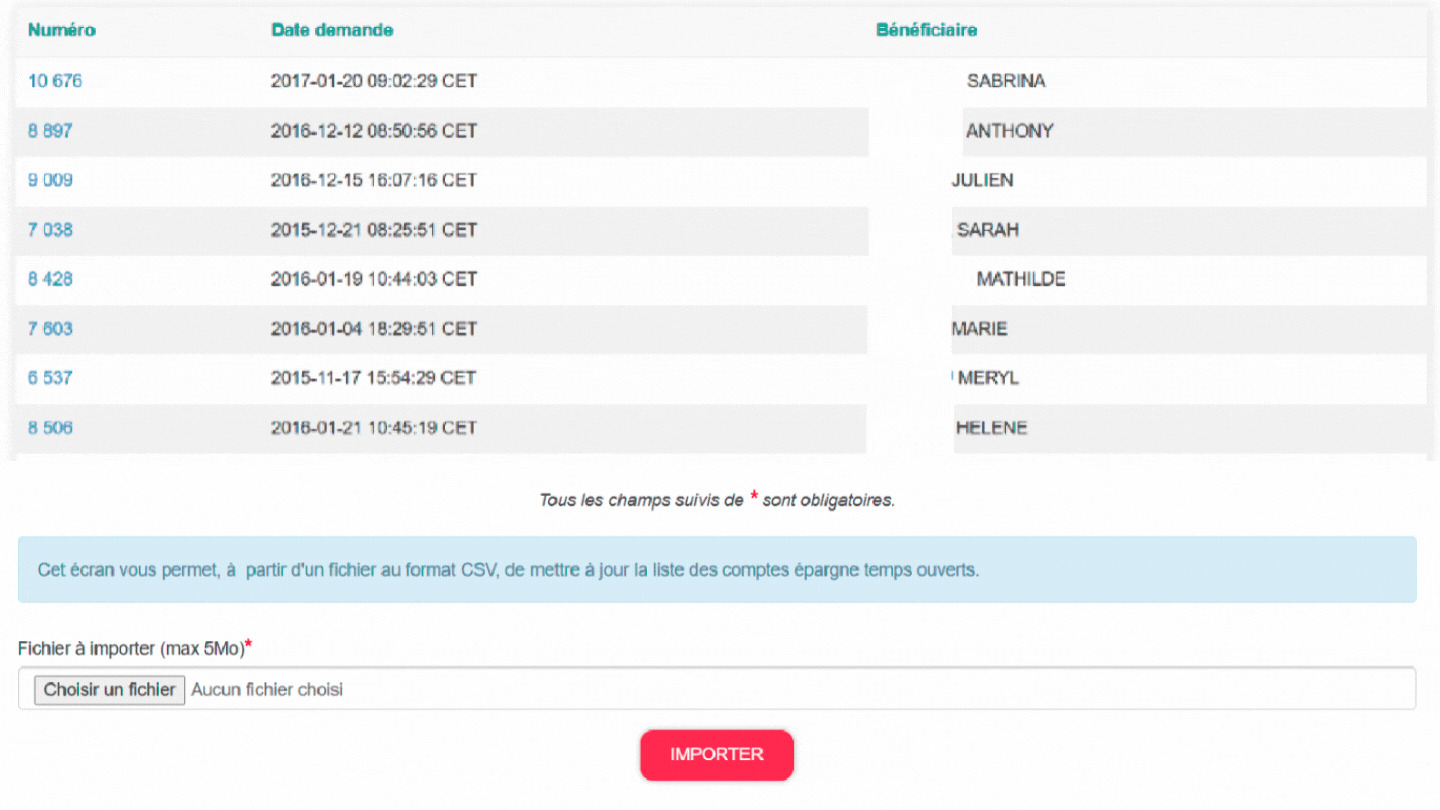 Numéro Date demande Bénéficiaire
10 676 2017-01-20 09:02:29 CET SABRINA
8 897 2016-12-12 08:50:56 CET ANTHONY
9 009 2016-12-15 16:07:16 CET JULIEN
7 038 2015-12-21 08:25:51 CET SARAH
8 428 2016-01-19 10:44:03 CET MATHILDE
7 603 2016-01-04 18:29:51 CET MARIE
6 537 2015-11-17 15:54:29 CET MERYL
8 506 2016-01-21 10:45:19 CET HELENE
Tous les champs suivis de * sont obligatoires.
Cet écran vous permet, à partir d'un fichier au format CSV, de mettre à jour la liste des comptes épargne temps ouverts.
Fichier à importer (max 5Mo)*
Choisir un fichier Aucun fichier choisi
IMPORTER